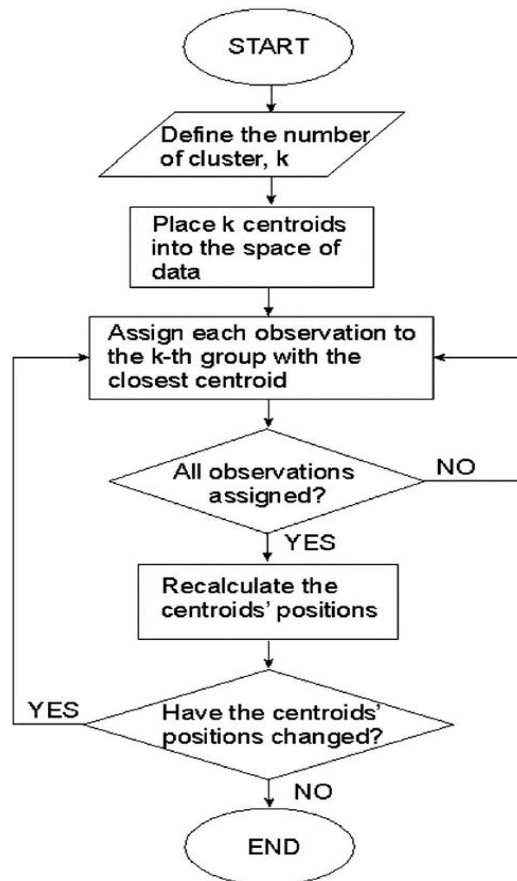 START
Define the number
of cluster, k
Place k centroids
into the space of
data
Assign each observation to
the k-th group with the
closest centroid
All observations
assigned?
NO
YES
Recalculate the
centroids' positions
YES
Have the centroids'
positions changed?
NO
END